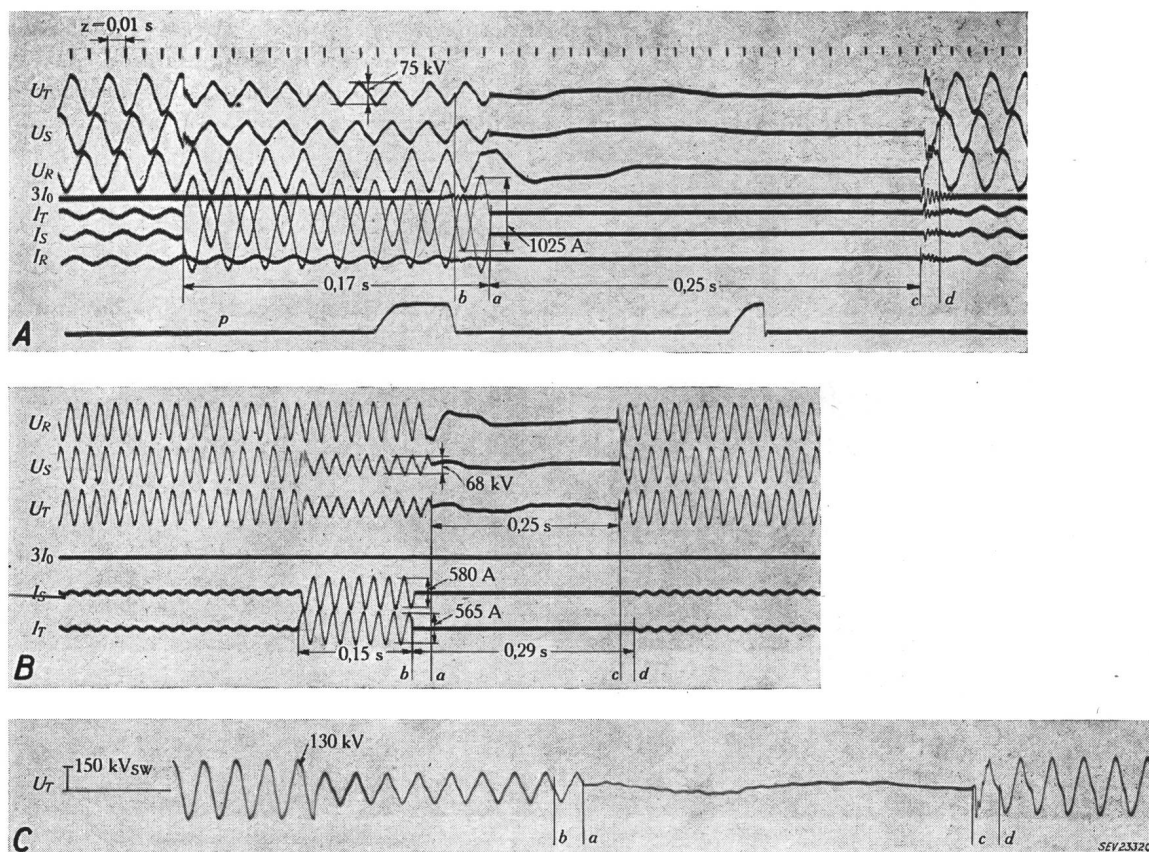 z = 0,01 s
U_T
75 kV
U_S
U_R
3I_0
I_T
I_S
1025 A
I_R
0,17 s
b
a
0,25 s
c
d
p
A
U_R
U_S
68 kV
U_T
0,25 s
3I_0
580 A
I_S
565 A
I_T
0,15 s
0,29 s
b
a
c
d
B
130 kV
150 kV_SW
U_T
b
a
c
d
C
SEV23320